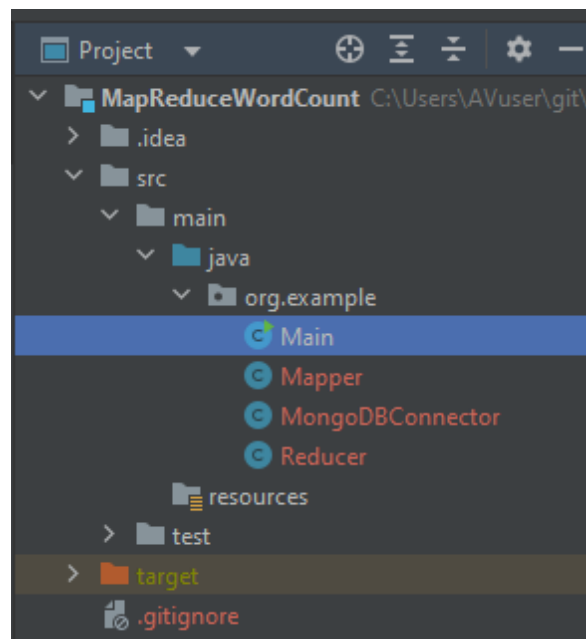 Project
MapReduceWordCount C:\Users\AVuser\git\
.idea
src
main
java
org.example
Main
Mapper
MongoDBConnector
Reducer
resources
test
target
.gitignore